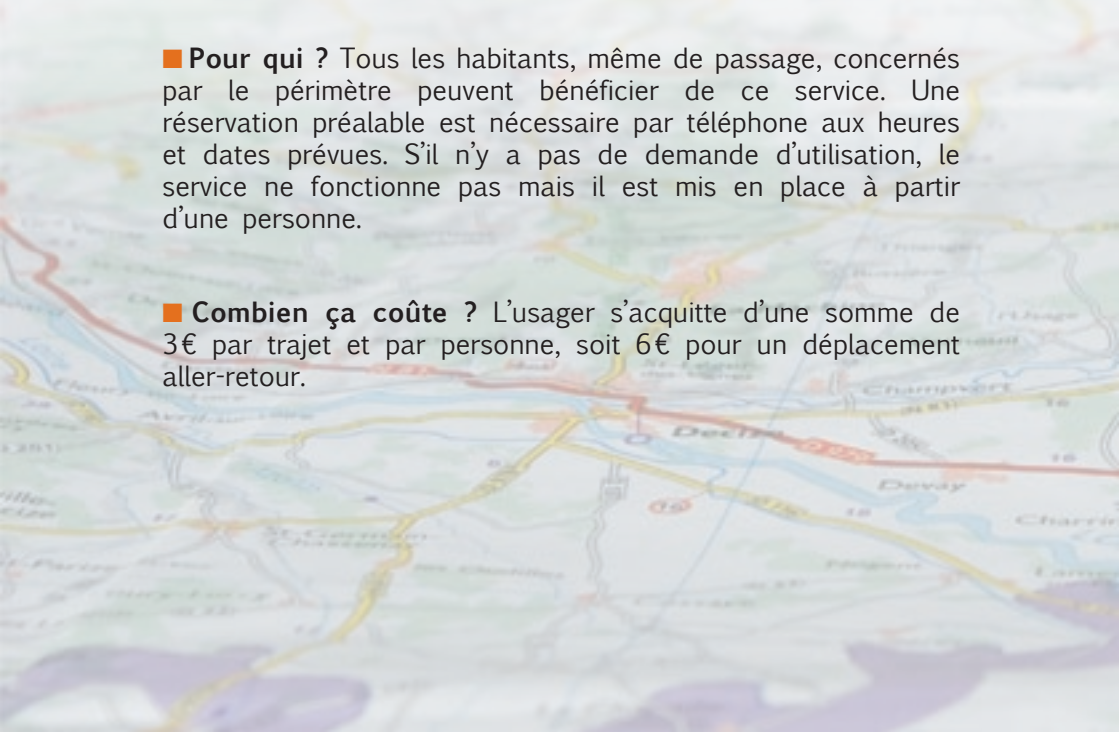 ■ Pour qui ? Tous les habitants, même de passage, concernés
par le périmètre peuvent bénéficier de ce service. Une
réservation préalable est nécessaire par téléphone aux heures
et dates prévues. S'il n'y a pas de demande d'utilisation, le
service ne fonctionne pas mais il est mis en place à partir
d'une personne.
■ Combien ça coûte ? L'usager s'acquitte d'une somme de
3€ par trajet et par personne, soit 6€ pour un déplacement
aller-retour.
Champvert
Decize
D 979
Devay